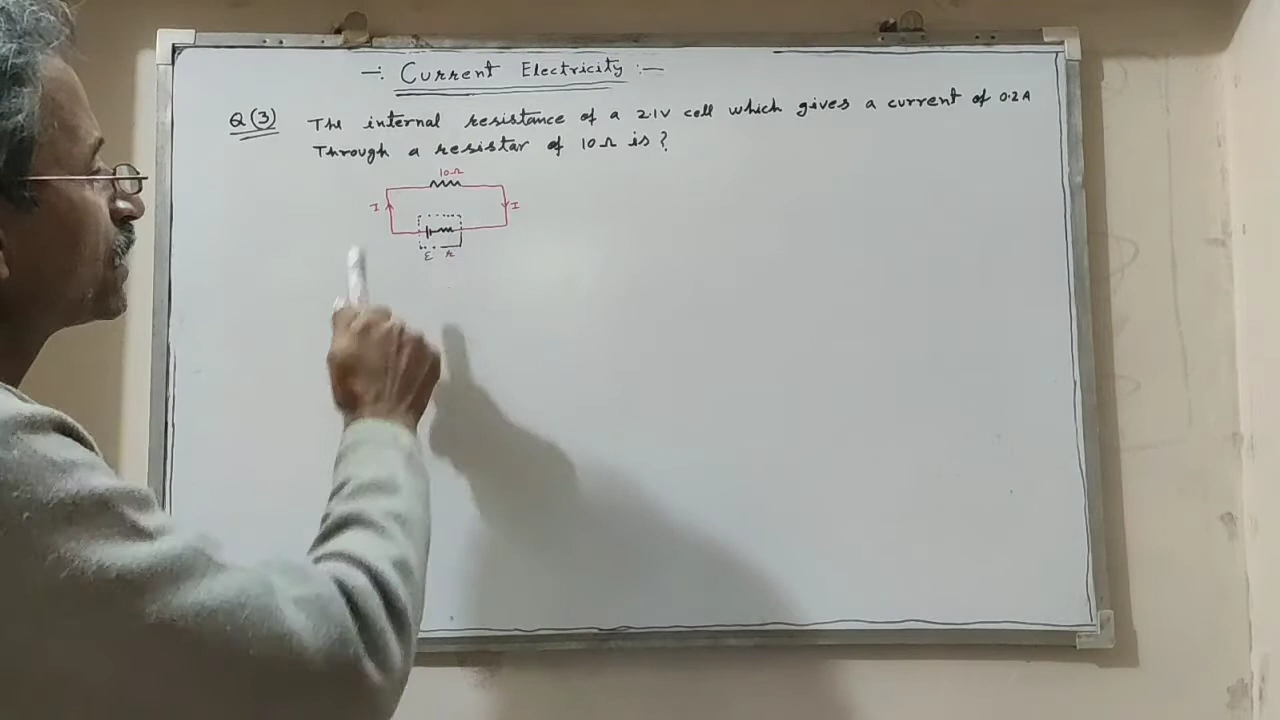 -: Current Electricity :-
Q(3) The internal resistance of a 2.1V cell which gives a current of 0.2A
Through a resistar of 10Ω is?
10Ω
I I
ε r